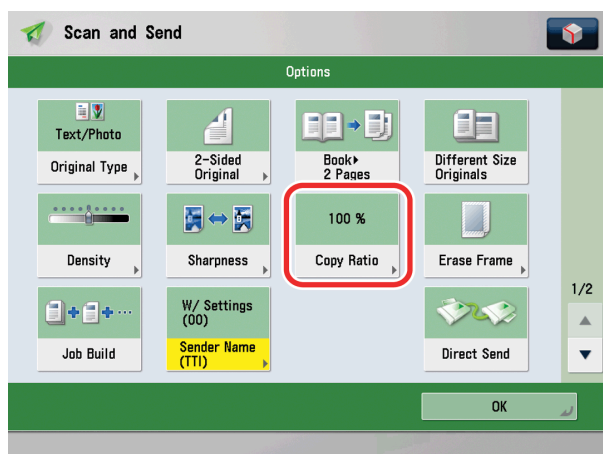 Scan and Send
Options
Text/Photo
Original Type
2-Sided
Original
Book▸
2 Pages
Different Size
Originals
Density
Sharpness
100 %
Copy Ratio
Erase Frame
Job Build
W/ Settings
(00)
Sender Name
(TTI)
Direct Send
1/2
OK